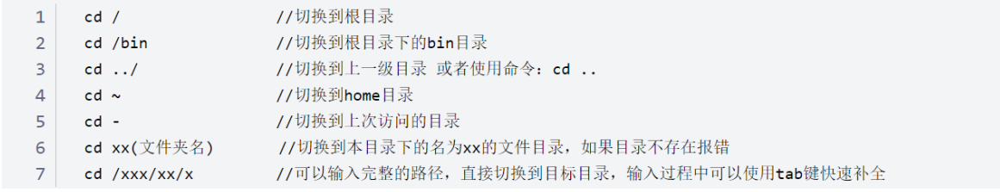 1 cd / //切换到根目录
2 cd /bin //切换到根目录下的bin目录
3 cd ../ //切换到上一级目录 或者使用命令：cd ..
4 cd ~ //切换到home目录
5 cd - //切换到上次访问的目录
6 cd xx(文件夹名) //切换到本目录下的名为xx的文件目录，如果目录不存在报错
7 cd /xxx/xx/x //可以输入完整的路径，直接切换到目标目录，输入过程中可以使用tab键快速补全